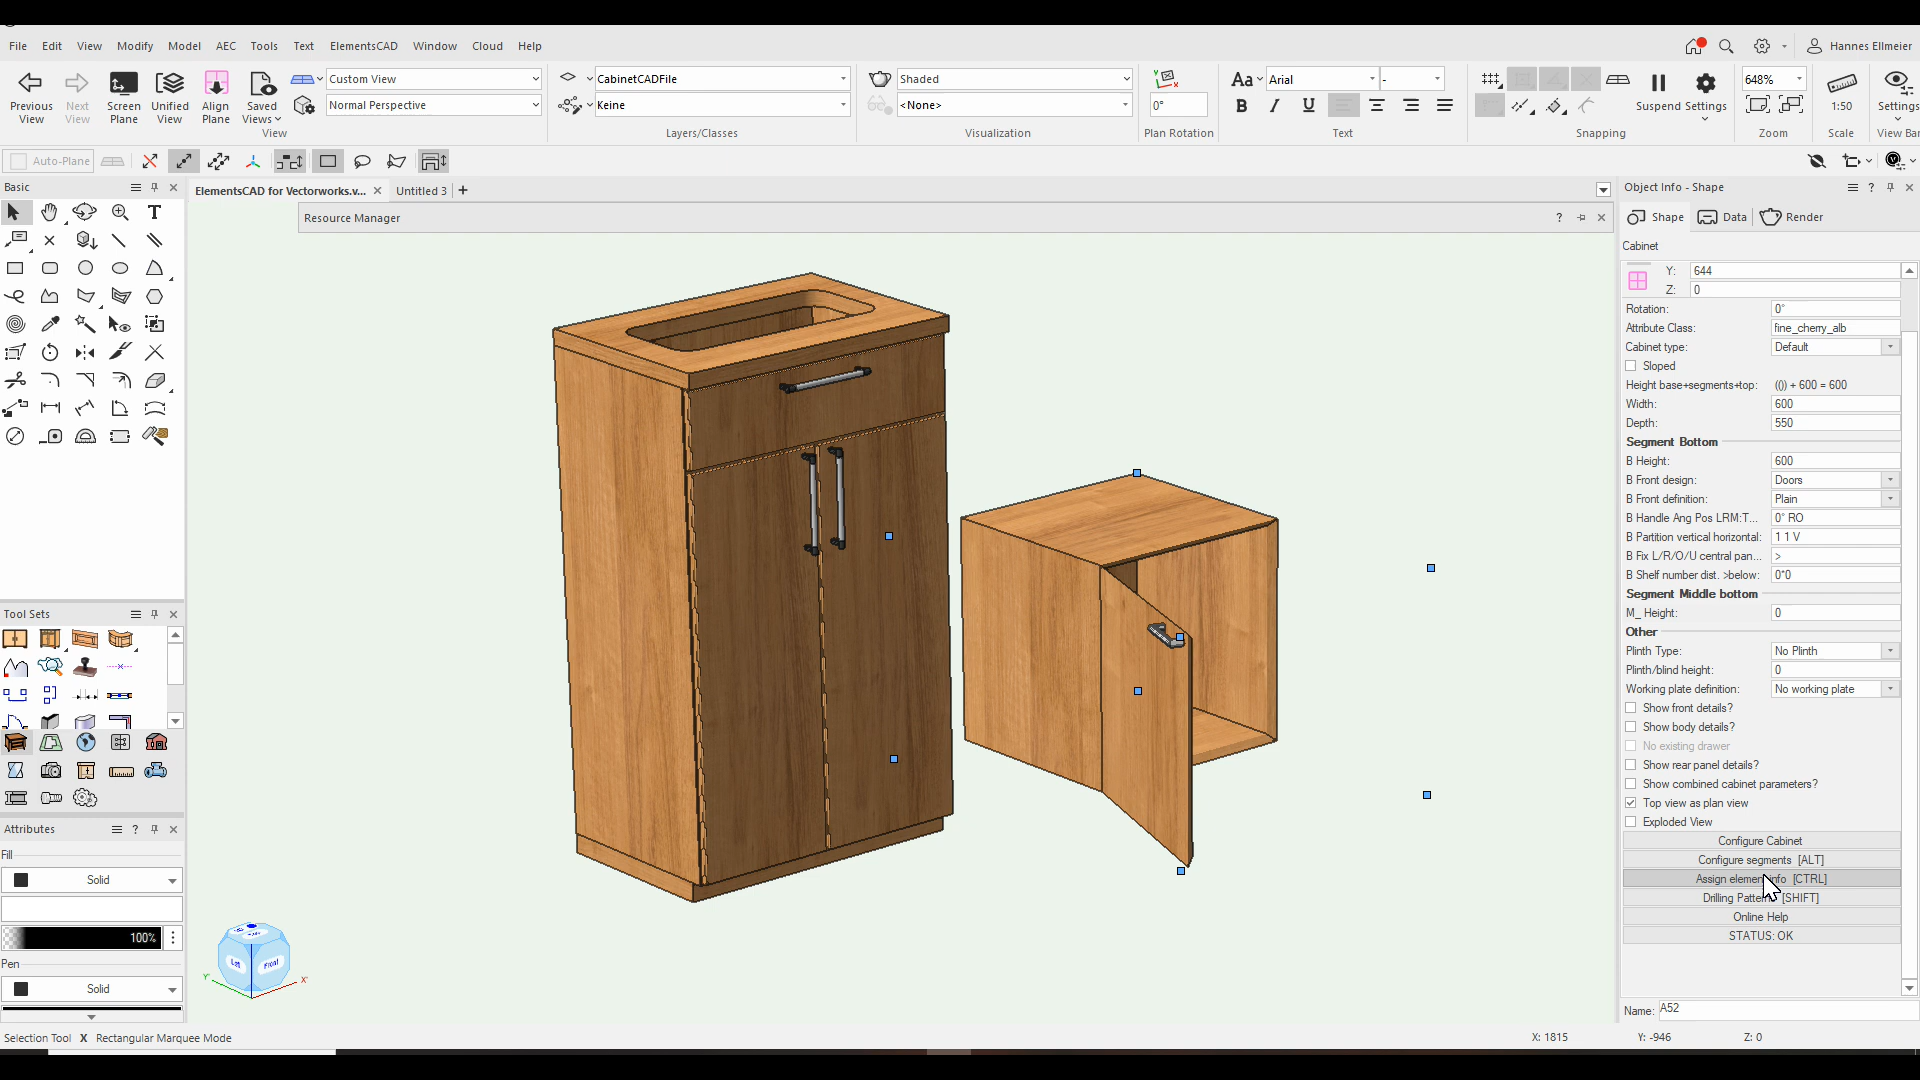 File Edit View Modify Model AEC Tools Text ElementsCAD Window Cloud Help
Hannes Ellmeier
Previous View
Next View
Screen Plane
Unified View
Align Plane
Saved Views
Custom View
Normal Perspective
View
CabinetCADFile
Keine
Layers/Classes
Shaded
<None>
Visualization
0°
Plan Rotation
Aa Arial -
B I U
Text
Suspend Settings
Snapping
648%
Zoom
1:50
Scale
Settings
View Bar
Auto-Plane
Basic
ElementsCAD for Vectorworks.v... Untitled 3
Resource Manager ?
Object Info - Shape ?
Shape Data Render
Cabinet
Y: 644
Z: 0
Rotation: 0°
Attribute Class: fine_cherry_alb
Cabinet type: Default
Sloped
Height base+segments+top: (()) + 600 = 600
Width: 600
Depth: 550
Segment Bottom
B Height: 600
B Front design: Doors
B Front definition: Plain
B Handle Ang Pos LRM:T... 0° RO
B Partition vertical horizontal: 1 1 V
B Fix L/R/O/U central pan... >
B Shelf number dist. >below: 0*0
Segment Middle bottom
M_ Height: 0
Other
Plinth Type: No Plinth
Plinth/blind height: 0
Working plate definition: No working plate
Show front details?
Show body details?
No existing drawer
Show rear panel details?
Show combined cabinet parameters?
Top view as plan view
Exploded View
Configure Cabinet
Configure segments [ALT]
Assign element info [CTRL]
Drilling Pattern [SHIFT]
Online Help
STATUS: OK
Name: A52
Tool Sets
Attributes ?
Fill
Solid
100%
Pen
Solid
Left Front
Y' X'
Selection Tool X Rectangular Marquee Mode
X: 1815 Y: -946 Z: 0